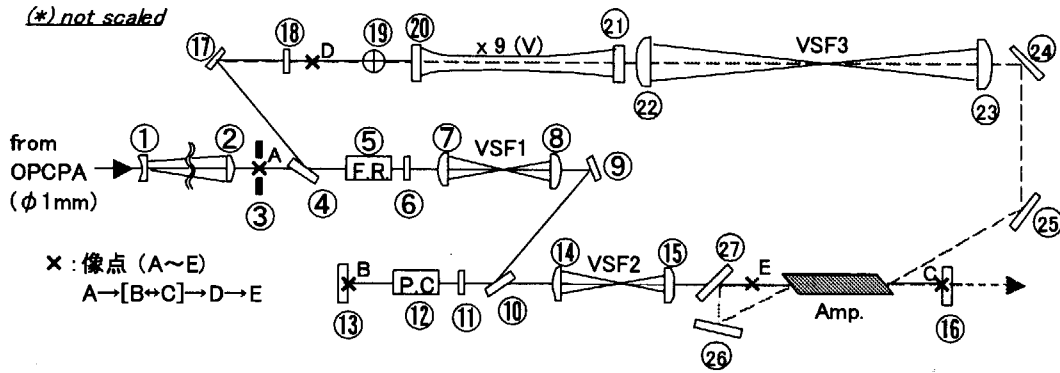 (*) not scaled
⑰ ⑱ D ⑲ ⑳ x 9 (V) ㉑ VSF3 ㉔
㉒ ㉓
from
OPCPA
(φ1mm)
① ② A ③ ④ ⑤ F.R. ⑥ ⑦ VSF1 ⑧ ⑨
㉕
×:像点 (A~E)
A→[B↔C]→D→E
B ⑬ P.C ⑫ ⑪ ⑩ ⑭ VSF2 ⑮ ㉗ E ㉖ Amp. C ⑯